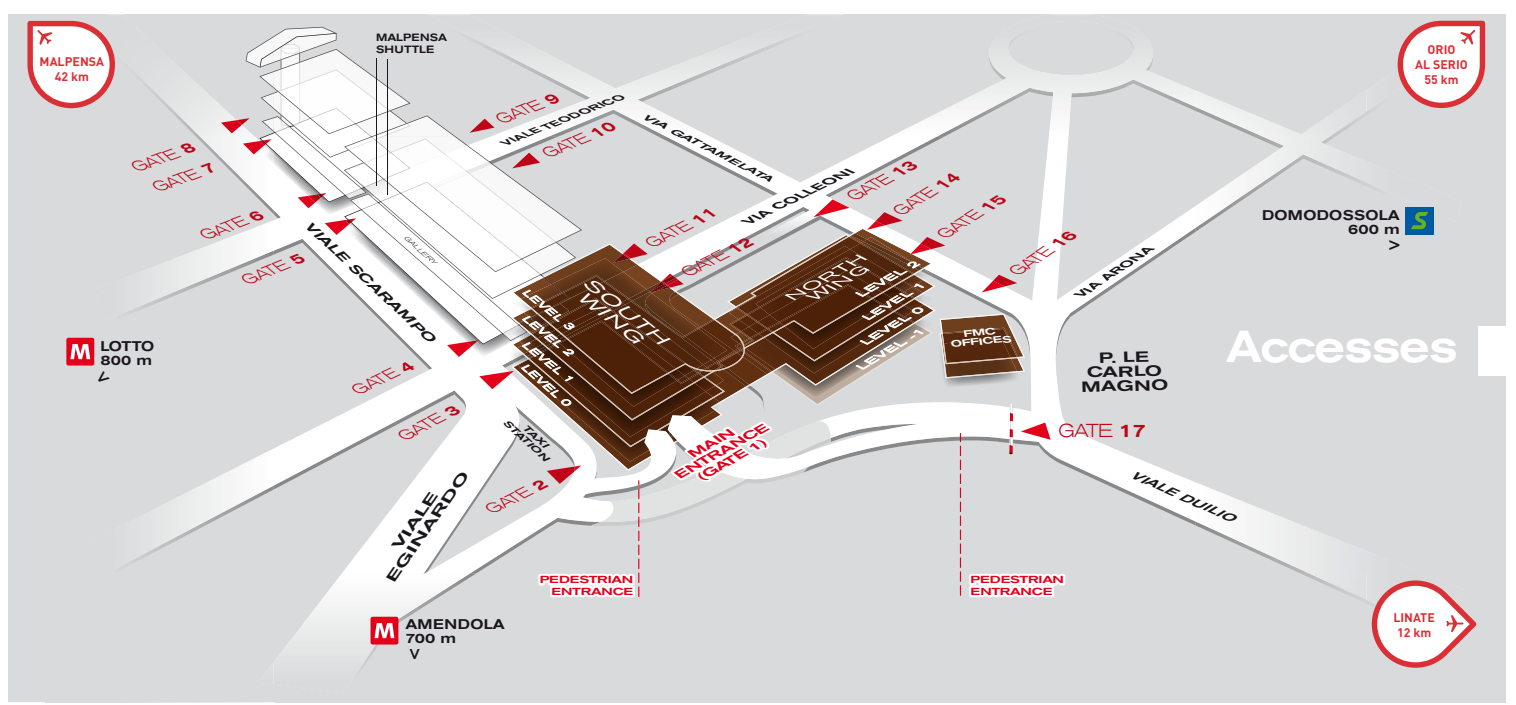 MALPENSA
42 km
MALPENSA
SHUTTLE
ORIO
AL SERIO
55 km
GATE 9
VIALE TEODORICO
GATE 10
VIA GATTAMELATA
GATE 8
GATE 7
GATE 6
GATE 5
VIALE SCARAMPO
GALLERY
VIA COLLEONI
GATE 13
GATE 14
GATE 15
GATE 16
GATE 11
GATE 12
VIA ARONA
DOMODOSSOLA
600 m
>
S
SOUTH
WING
LEVEL 3
LEVEL 2
LEVEL 1
LEVEL 0
NORTH
WING
LEVEL 2
LEVEL 1
LEVEL 0
LEVEL -1
FMC
OFFICES
P. LE
CARLO
MAGNO
Accesses
M LOTTO
800 m
<
GATE 4
GATE 3
TAXI
STATION
GATE 2
MAIN
ENTRANCE
(GATE 1)
GATE 17
VIALE DUILIO
VIALE
EGINARDO
PEDESTRIAN
ENTRANCE
PEDESTRIAN
ENTRANCE
M AMENDOLA
700 m
V
LINATE
12 km